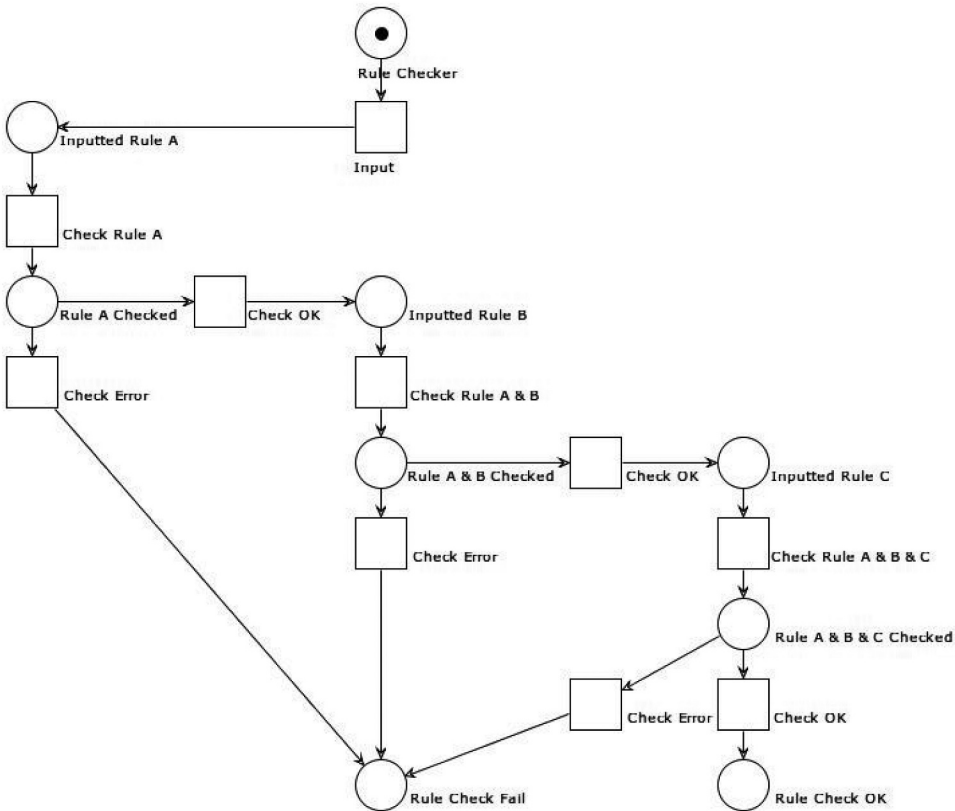 Rule Checker
Inputted Rule A
Input
Check Rule A
Rule A Checked
Check OK
Inputted Rule B
Check Error
Check Rule A & B
Rule A & B Checked
Check OK
Inputted Rule C
Check Error
Check Rule A & B & C
Rule A & B & C Checked
Check Error
Check OK
Rule Check Fail
Rule Check OK